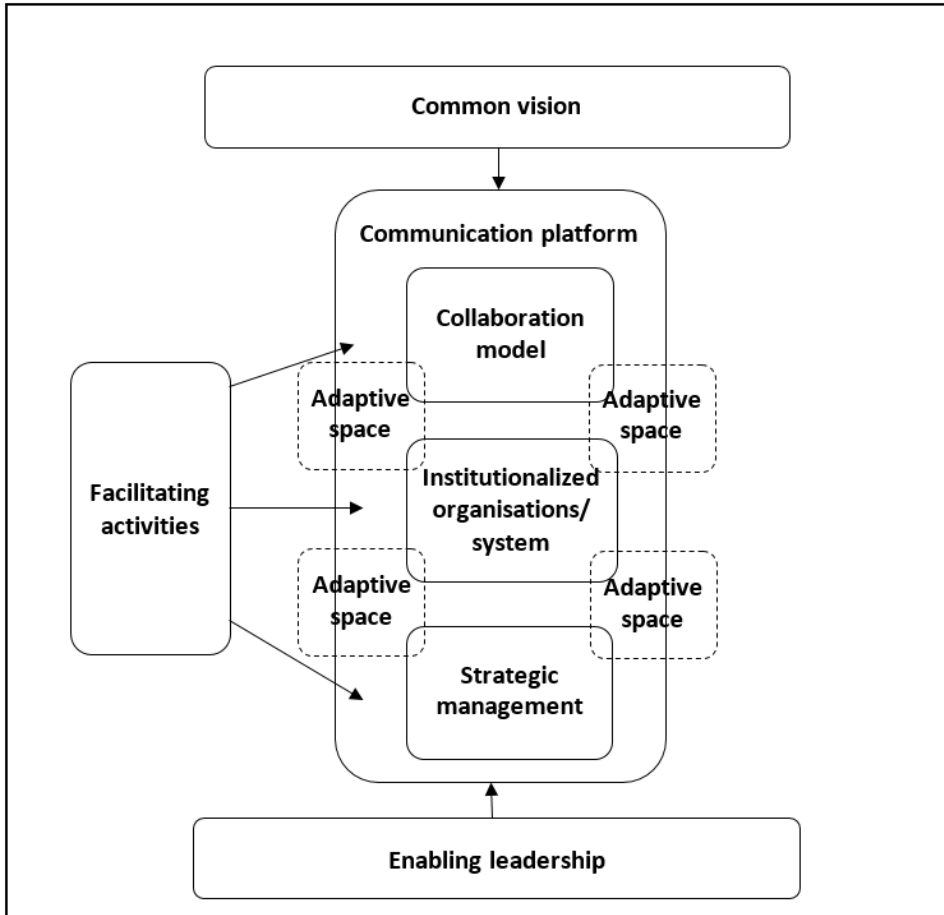 Common vision
Communication platform
Collaboration
model
Adaptive
space
Adaptive
space
Facilitating
activities
Institutionalized
organisations/
system
Adaptive
space
Adaptive
space
Strategic
management
Enabling leadership